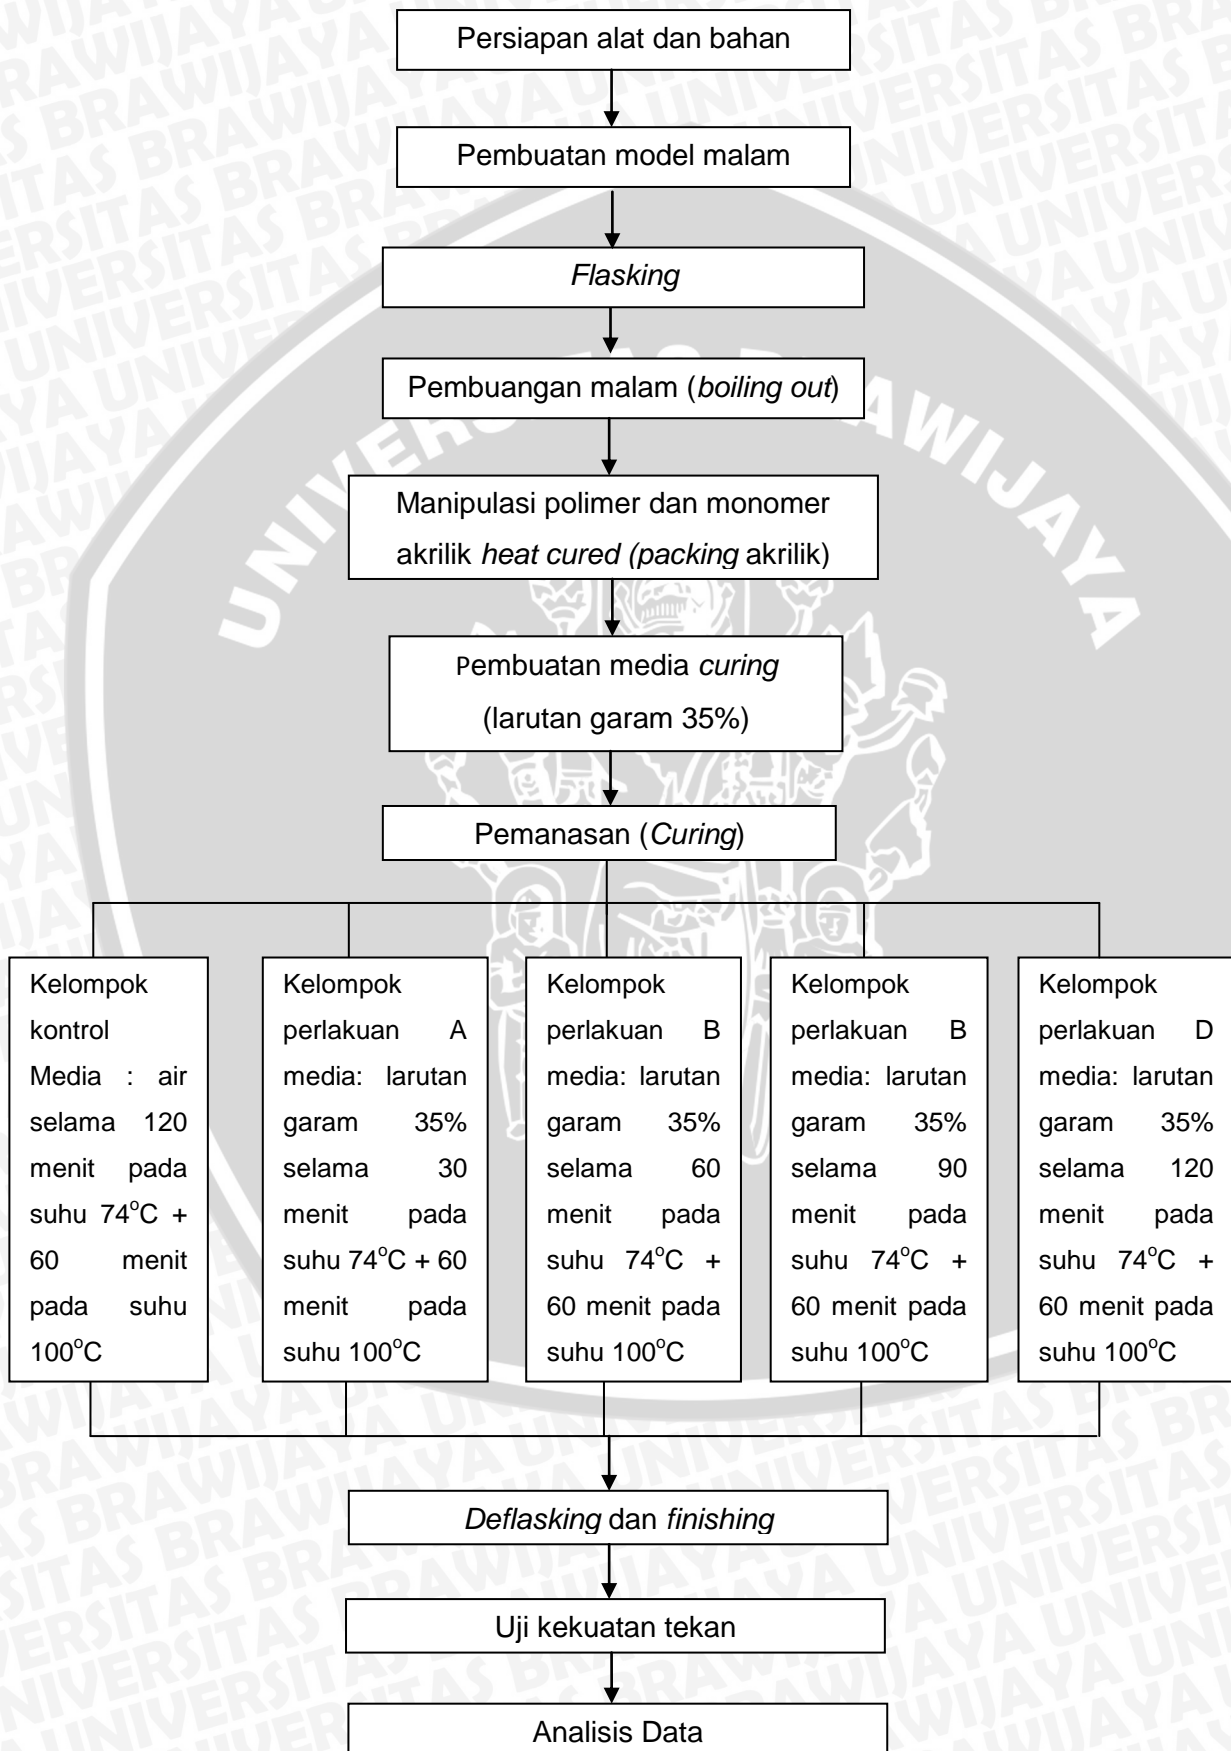 Persiapan alat dan bahan
Pembuatan model malam
Flasking
Pembuangan malam (boiling out)
Manipulasi polimer dan monomer
akrilik heat cured (packing akrilik)
Pembuatan media curing
(larutan garam 35%)
Pemanasan (Curing)
Kelompok
kontrol
Media : air
selama 120
menit pada
suhu 74°C +
60 menit
pada suhu
100°C
Kelompok
perlakuan A
media: larutan
garam 35%
selama 30
menit pada
suhu 74°C + 60
menit pada
suhu 100°C
Kelompok
perlakuan B
media: larutan
garam 35%
selama 60
menit pada
suhu 74°C +
60 menit pada
suhu 100°C
Kelompok
perlakuan B
media: larutan
garam 35%
selama 90
menit pada
suhu 74°C +
60 menit pada
suhu 100°C
Kelompok
perlakuan D
media: larutan
garam 35%
selama 120
menit pada
suhu 74°C +
60 menit pada
suhu 100°C
Deflasking dan finishing
Uji kekuatan tekan
Analisis Data